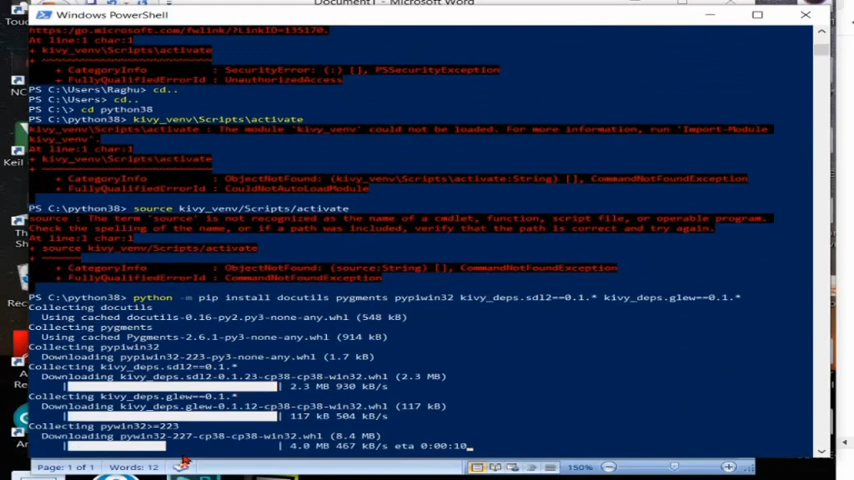 Document1 - Microsoft Word
Windows PowerShell
https:/go.microsoft.com/fwlink/?LinkID=135170.
At line:1 char:1
+ kivy_venv\Scripts\activate
+ CategoryInfo : SecurityError: (:) [], PSSecurityException
+ FullyQualifiedErrorId : UnauthorizedAccess
PS C:\Users\Raghu> cd..
PS C:\Users> cd..
PS C:\> cd python38
PS C:\python38> kivy_venv\Scripts\activate
kivy_venv\Scripts\activate : The module 'kivy_venv' could not be loaded. For more information, run 'Import-Module
kivy_venv'.
At line:1 char:1
+ kivy_venv\Scripts\activate
+ CategoryInfo : ObjectNotFound: (kivy_venv\Scripts\activate:String) [], CommandNotFoundException
+ FullyQualifiedErrorId : CouldNotAutoLoadModule
PS C:\python38> source kivy_venv/Scripts/activate
source : The term 'source' is not recognized as the name of a cmdlet, function, script file, or operable program.
Check the spelling of the name, or if a path was included, verify that the path is correct and try again.
At line:1 char:1
+ source kivy_venv/Scripts/activate
+ CategoryInfo : ObjectNotFound: (source:String) [], CommandNotFoundException
+ FullyQualifiedErrorId : CommandNotFoundException
PS C:\python38> python -m pip install docutils pygments pypiwin32 kivy_deps.sdl2==0.1.* kivy_deps.glew==0.1.*
Collecting docutils
Using cached docutils-0.16-py2.py3-none-any.whl (548 kB)
Collecting pygments
Using cached Pygments-2.6.1-py3-none-any.whl (914 kB)
Collecting pypiwin32
Downloading pypiwin32-223-py3-none-any.whl (1.7 kB)
Collecting kivy_deps.sdl2==0.1.*
Downloading kivy_deps.sdl2-0.1.23-cp38-cp38-win32.whl (2.3 MB)
| | 2.3 MB 930 kB/s
Collecting kivy_deps.glew==0.1.*
Downloading kivy_deps.glew-0.1.12-cp38-cp38-win32.whl (117 kB)
| | 117 kB 504 kB/s
Collecting pywin32>=223
Downloading pywin32-227-cp38-cp38-win32.whl (8.4 MB)
| | 4.0 MB 467 kB/s eta 0:00:10
Page: 1 of 1 Words: 12 150%